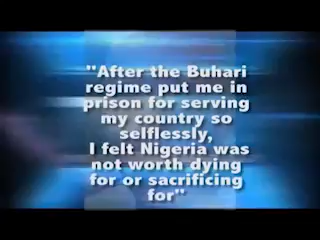 "After the Buhari
regime put me in
prison for serving
my country so
selflessly,
I felt Nigeria was
not worth dying
for or sacrificing
for"